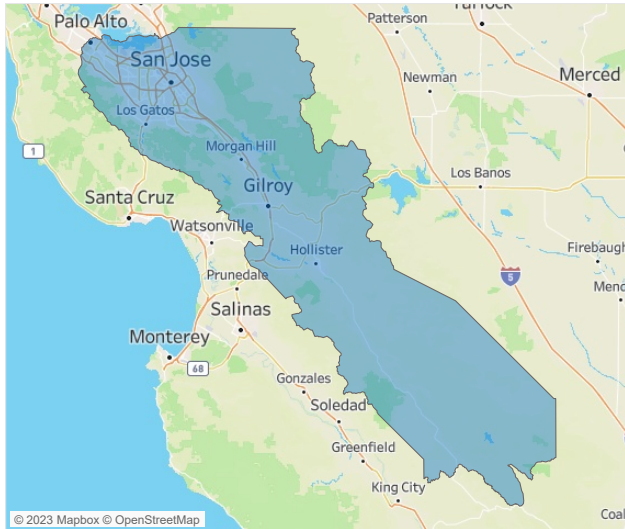 Palo Alto
Patterson
San Jose
Newman
Merced
Los Gatos
1
Morgan Hill
Los Banos
Gilroy
Santa Cruz
Watsonville
Hollister
Firebaugh
Prunedale
5
Salinas
Monterey
68
Gonzales
Soledad
Greenfield
King City
© 2023 Mapbox © OpenStreetMap